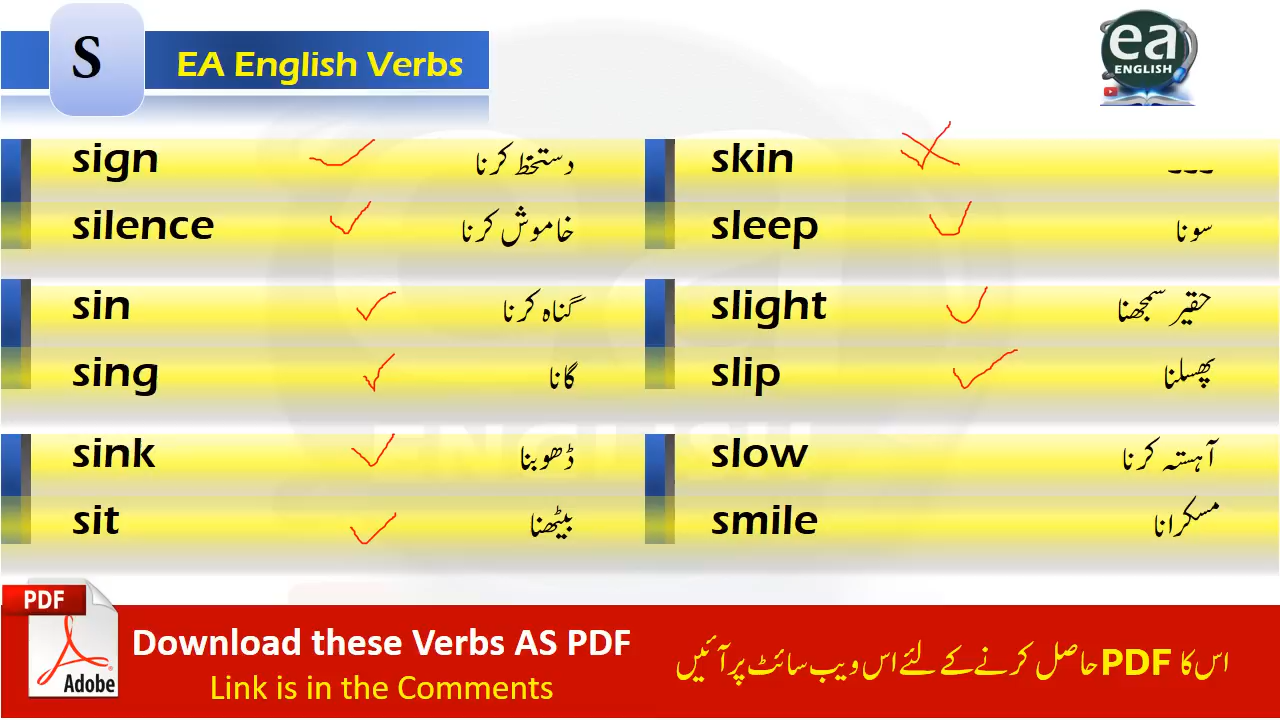 S
EA English Verbs
ea
ENGLISH
sign دستخط کرنا
silence خاموش کرنا
sin گناہ کرنا
sing گانا
sink ڈھوبنا
sit بیٹھنا
skin ---
sleep سونا
slight حقیر سمجھنا
slip پھسلنا
slow آہستہ کرنا
smile مسکرانا
PDF
Adobe
Download these Verbs AS PDF
Link is in the Comments
اس کا PDF حاصل کرنے کے لئے اس ویب سائٹ پر آئیں